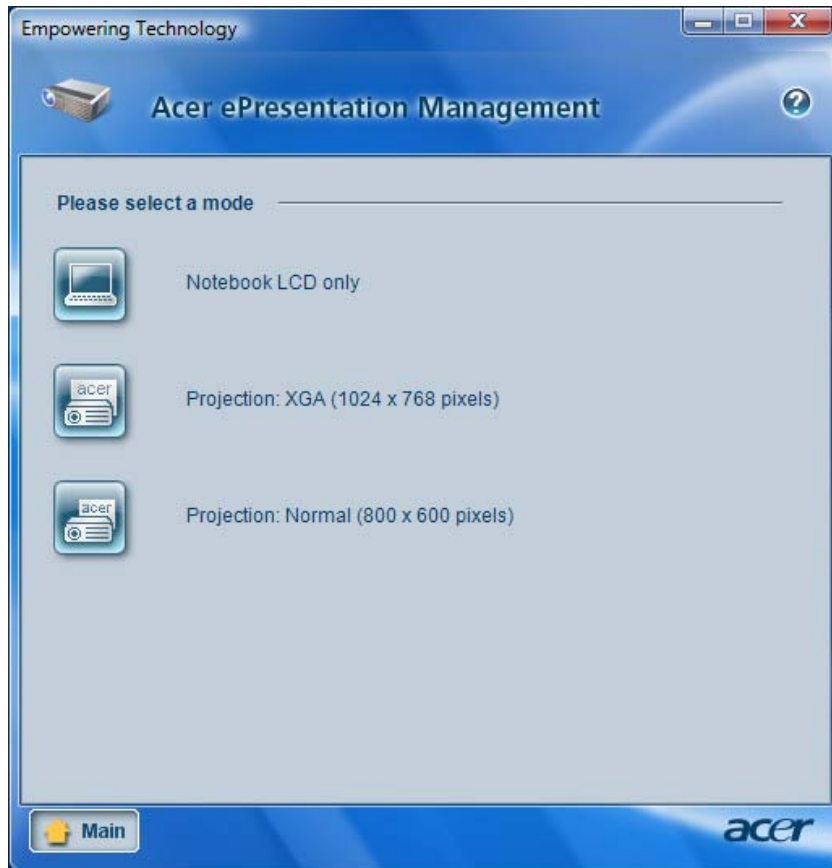 Empowering Technology
Acer ePresentation Management
?
Please select a mode
Notebook LCD only
acer
Projection: XGA (1024 x 768 pixels)
acer
Projection: Normal (800 x 600 pixels)
Main
acer